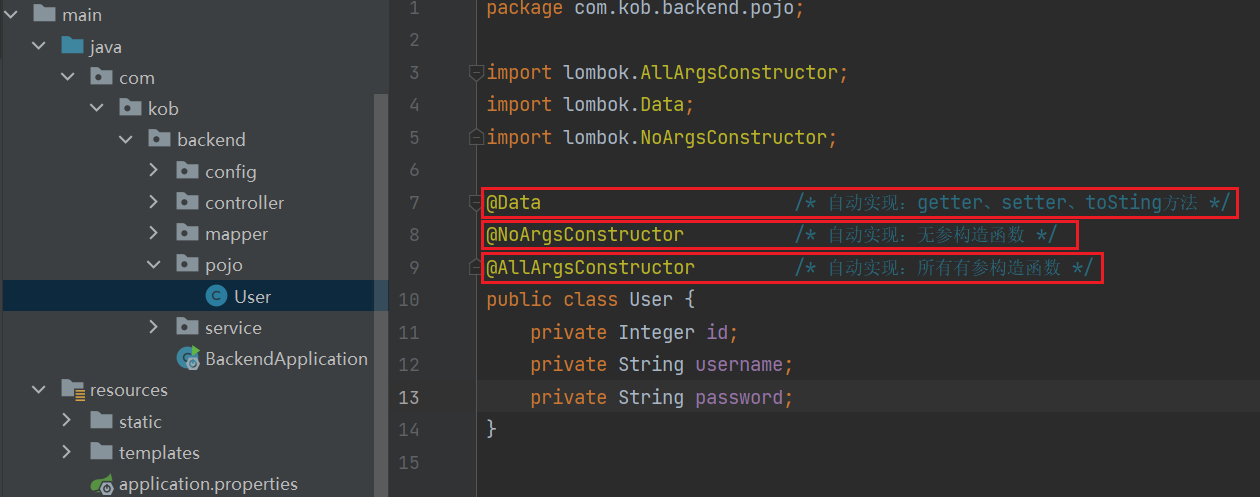 main
java
com
kob
backend
config
controller
mapper
pojo
User
service
BackendApplication
resources
static
templates
application.properties
1 package com.kob.backend.pojo;
2
3 import lombok.AllArgsConstructor;
4 import lombok.Data;
5 import lombok.NoArgsConstructor;
6
7 @Data /* 自动实现：getter、setter、toSting方法 */
8 @NoArgsConstructor /* 自动实现：无参构造函数 */
9 @AllArgsConstructor /* 自动实现：所有有参构造函数 */
10 public class User {
11 private Integer id;
12 private String username;
13 private String password;
14 }
15